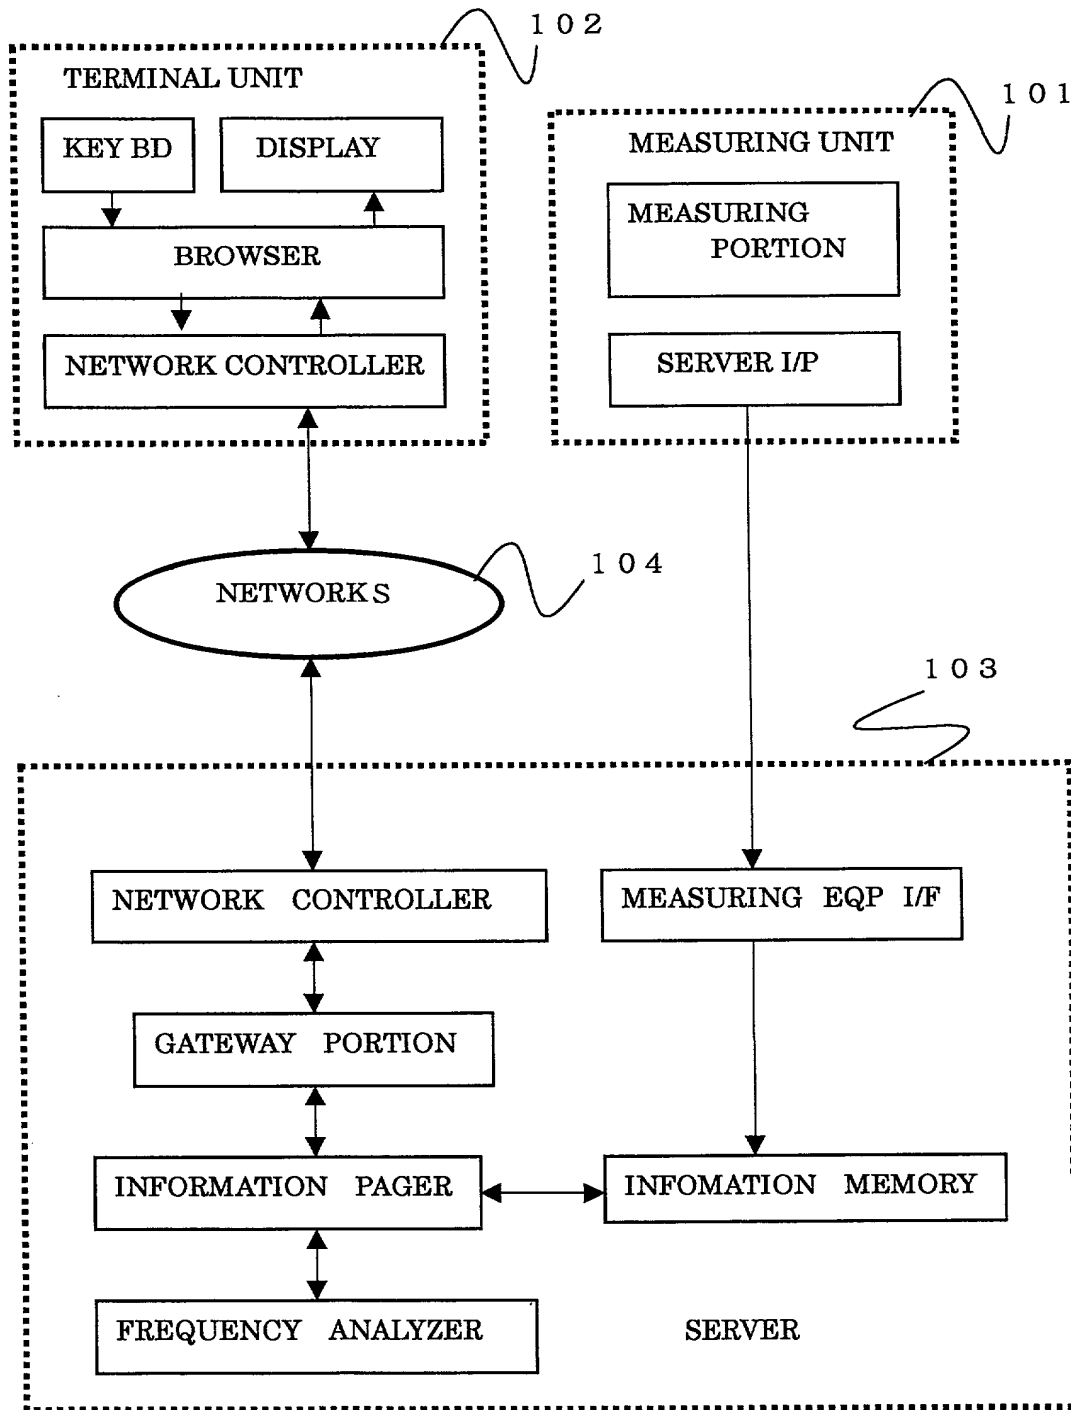 102
TERMINAL UNIT
KEY BD
DISPLAY
BROWSER
NETWORK CONTROLLER
101
MEASURING UNIT
MEASURING
PORTION
SERVER I/P
NETWORKS
104
103
NETWORK CONTROLLER
MEASURING EQP I/F
GATEWAY PORTION
INFORMATION PAGER
INFOMATION MEMORY
FREQUENCY ANALYZER
SERVER